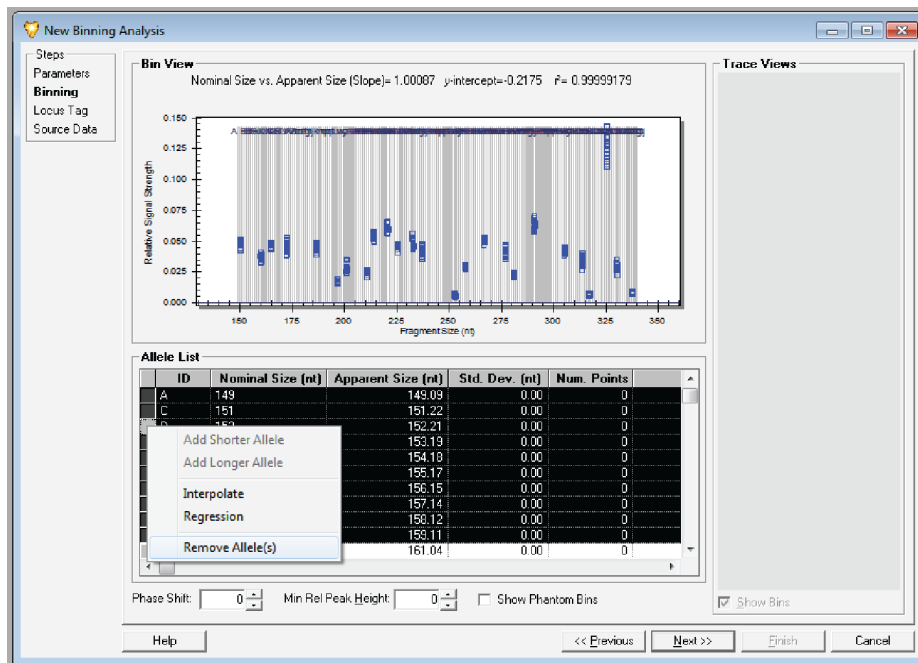 New Binning Analysis
Steps
Parameters
Binning
Locus Tag
Source Data
Bin View
Nominal Size vs. Apparent Size (Slope)= 1.00087 y-intercept=-0.2175 r²= 0.99999179
Relative Signal Strength
0.150
0.125
0.100
0.075
0.050
0.025
0.000
150 175 200 225 250 275 300 325 350
Fragment Size (nt)
Allele List
ID Nominal Size (nt) Apparent Size (nt) Std. Dev. (nt) Num. Points
A 149 149.09 0.00 0
C 151 151.22 0.00 0
152.21 0.00 0
Add Shorter Allele 153.19 0.00 0
Add Longer Allele 154.18 0.00 0
155.17 0.00 0
Interpolate 156.15 0.00 0
Regression 157.14 0.00 0
158.12 0.00 0
159.11 0.00 0
Remove Allele(s) 161.04 0.00 0
Phase Shift: 0 Min Rel Peak Height: 0 Show Phantom Bins
Trace Views
Show Bins
Help << Previous Next >> Finish Cancel